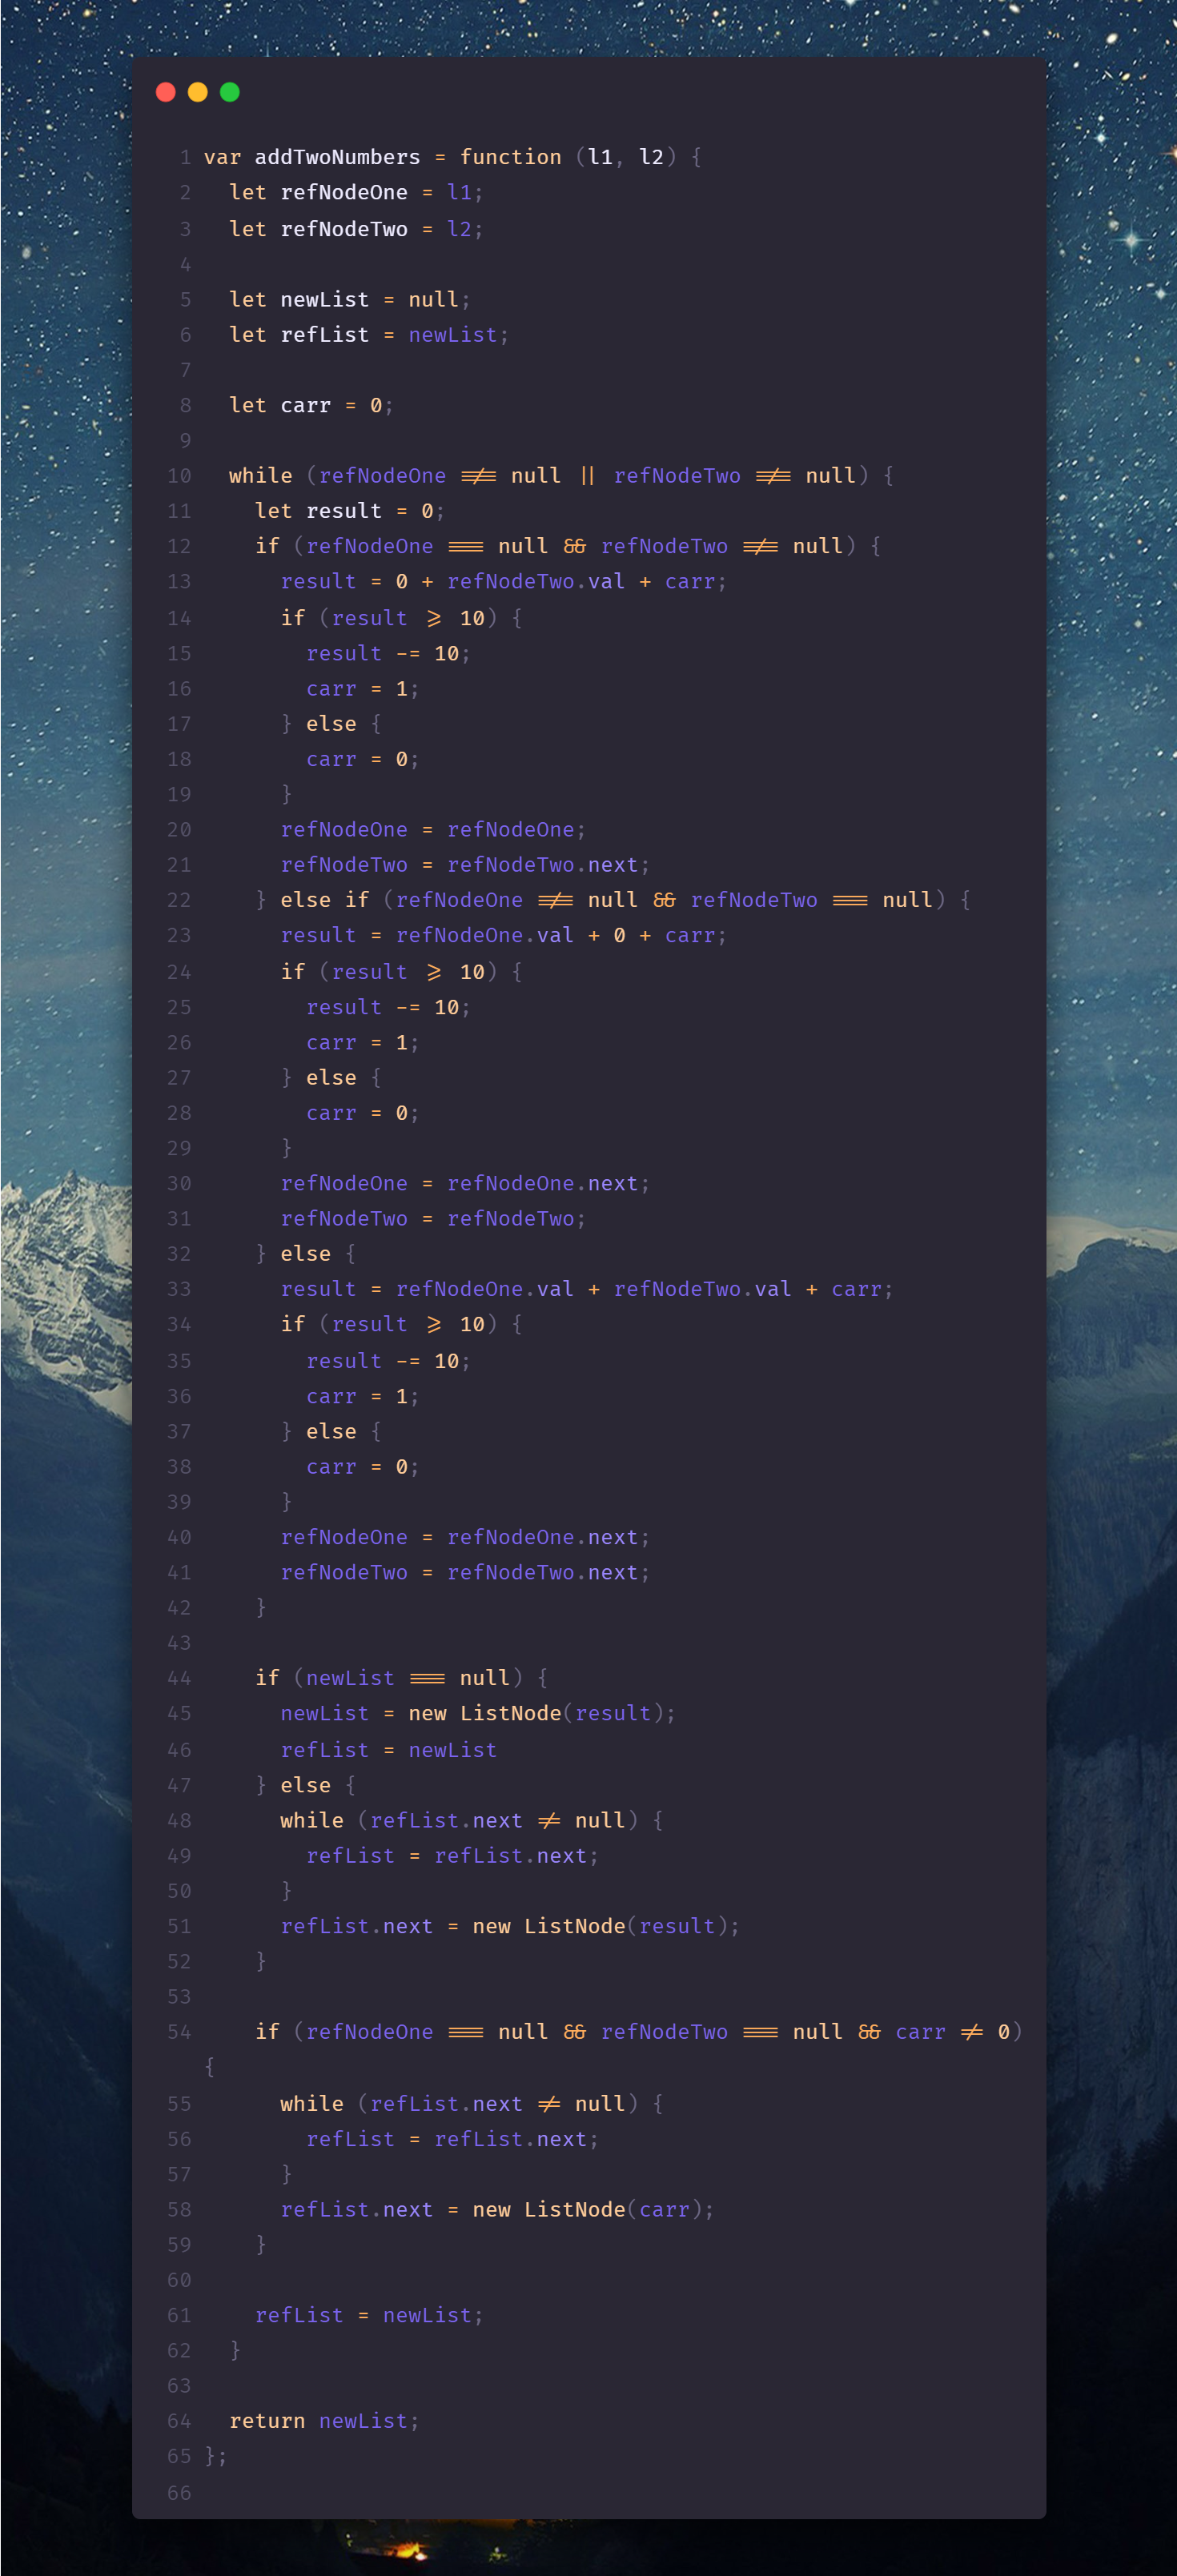 1 var addTwoNumbers = function (l1, l2) {
2   let refNodeOne = l1;
3   let refNodeTwo = l2;
4
5   let newList = null;
6   let refList = newList;
7
8   let carr = 0;
9
10   while (refNodeOne !== null || refNodeTwo !== null) {
11     let result = 0;
12     if (refNodeOne === null && refNodeTwo !== null) {
13       result = 0 + refNodeTwo.val + carr;
14       if (result >= 10) {
15         result -= 10;
16         carr = 1;
17       } else {
18         carr = 0;
19       }
20       refNodeOne = refNodeOne;
21       refNodeTwo = refNodeTwo.next;
22     } else if (refNodeOne !== null && refNodeTwo === null) {
23       result = refNodeOne.val + 0 + carr;
24       if (result >= 10) {
25         result -= 10;
26         carr = 1;
27       } else {
28         carr = 0;
29       }
30       refNodeOne = refNodeOne.next;
31       refNodeTwo = refNodeTwo;
32     } else {
33       result = refNodeOne.val + refNodeTwo.val + carr;
34       if (result >= 10) {
35         result -= 10;
36         carr = 1;
37       } else {
38         carr = 0;
39       }
40       refNodeOne = refNodeOne.next;
41       refNodeTwo = refNodeTwo.next;
42     }
43
44     if (newList === null) {
45       newList = new ListNode(result);
46       refList = newList
47     } else {
48       while (refList.next != null) {
49         refList = refList.next;
50       }
51       refList.next = new ListNode(result);
52     }
53
54     if (refNodeOne === null && refNodeTwo === null && carr != 0)
{
55       while (refList.next != null) {
56         refList = refList.next;
57       }
58       refList.next = new ListNode(carr);
59     }
60
61     refList = newList;
62   }
63
64   return newList;
65 };
66